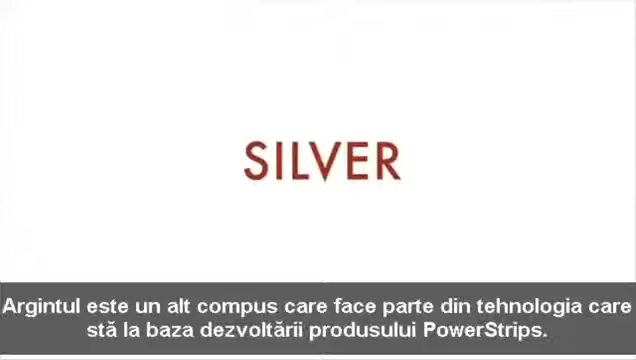 SILVER
Argintul este un alt compus care face parte din tehnologia care
stă la baza dezvoltării produsului PowerStrips.